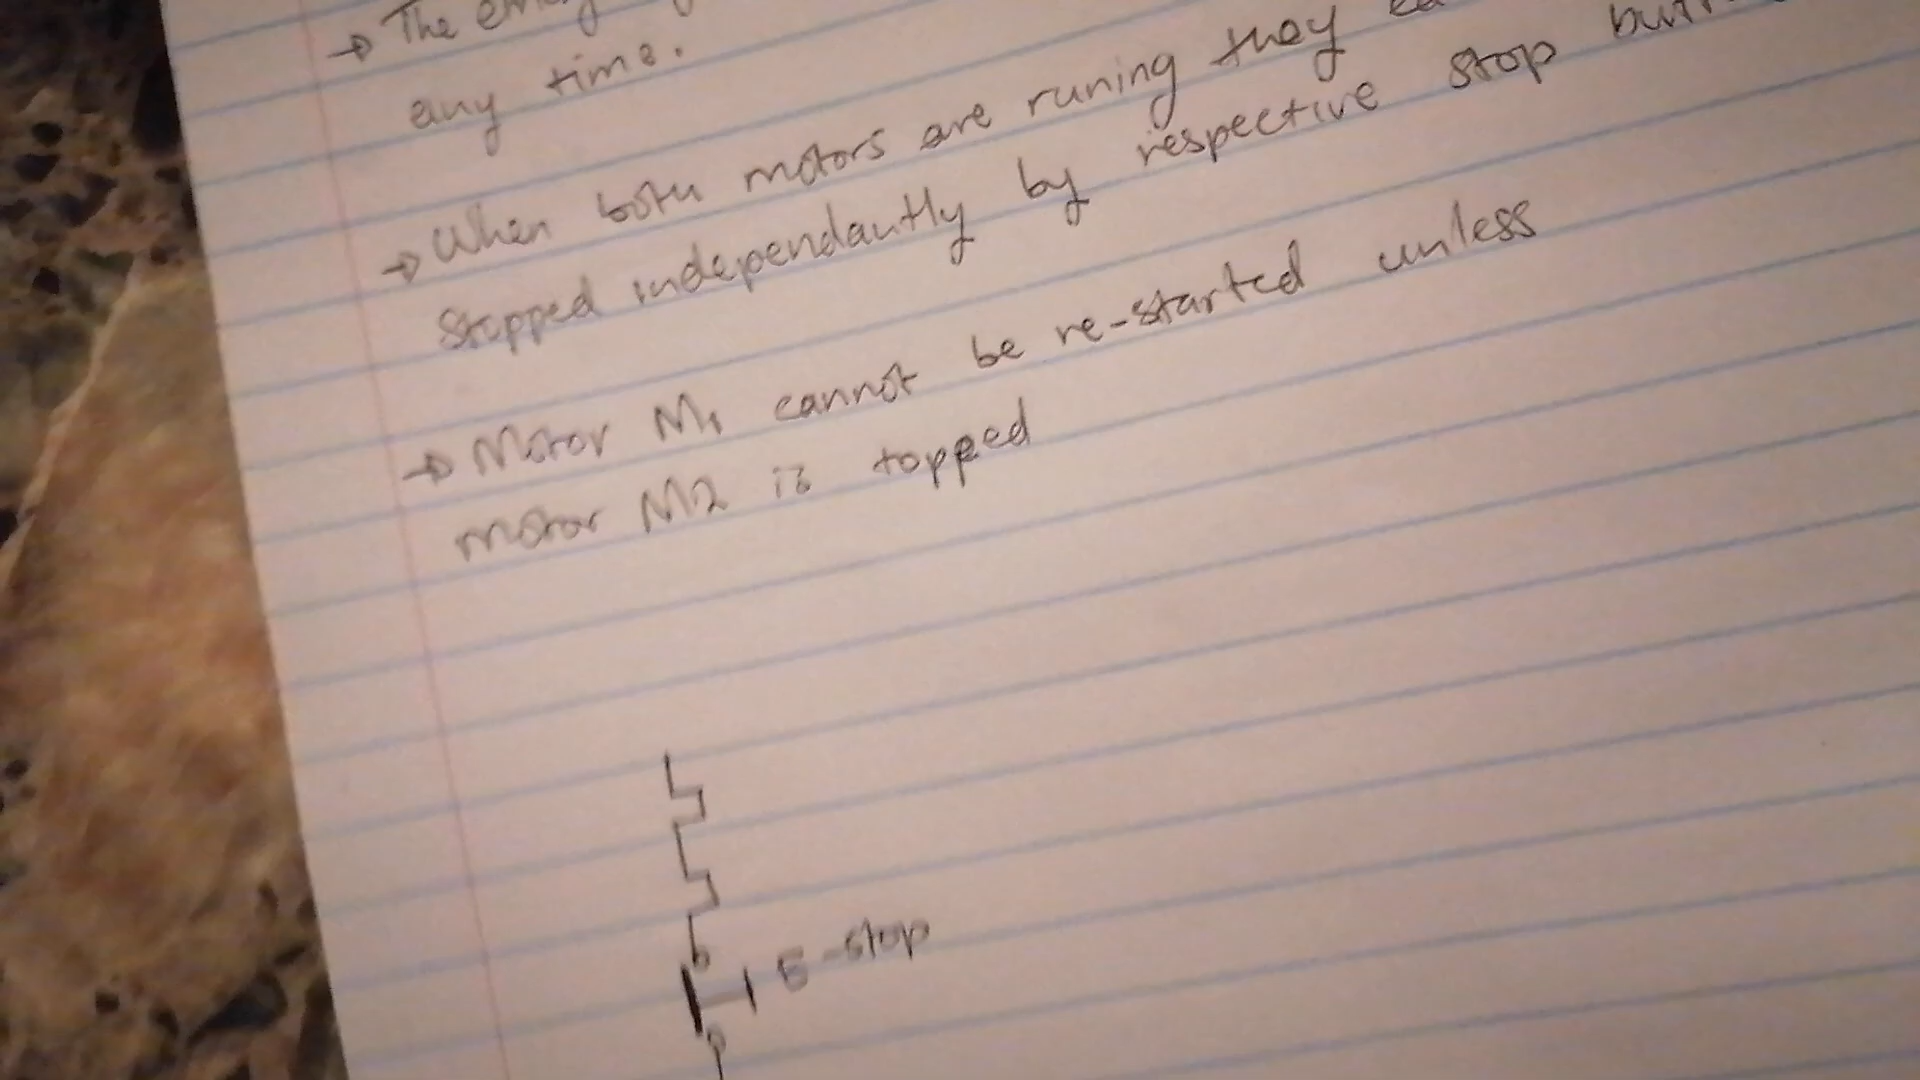 → The
any time.
→ When both motors are runing they
Stopped independantly by respective stop
→ Motor M1 cannot be re-started unless
motor M2 is topped
E-stop